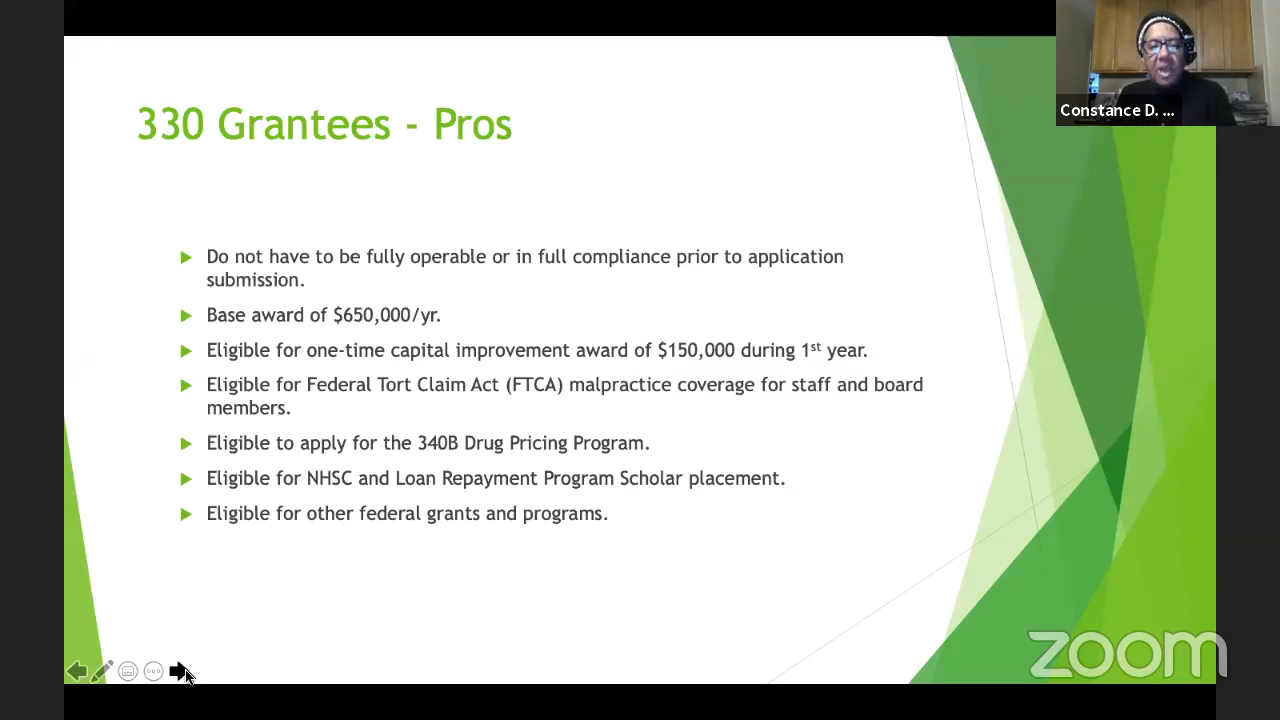 330 Grantees - Pros
Constance D. ...
Do not have to be fully operable or in full compliance prior to application
submission.
Base award of $650,000/yr.
Eligible for one-time capital improvement award of $150,000 during 1st year.
Eligible for Federal Tort Claim Act (FTCA) malpractice coverage for staff and board
members.
Eligible to apply for the 340B Drug Pricing Program.
Eligible for NHSC and Loan Repayment Program Scholar placement.
Eligible for other federal grants and programs.
zoom